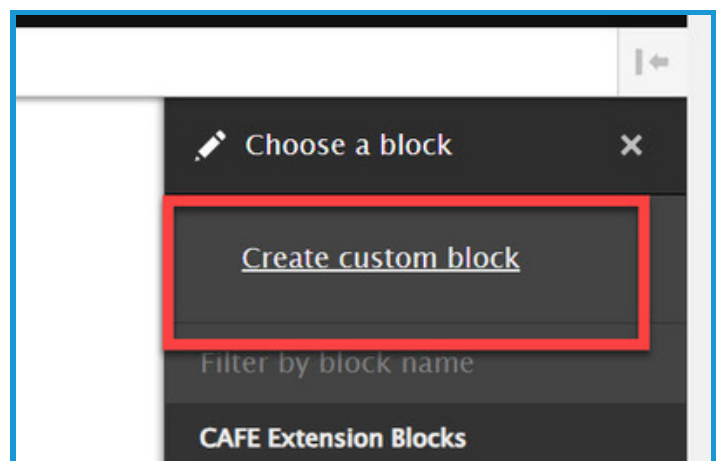 Choose a block
Create custom block
Filter by block name
CAFE Extension Blocks